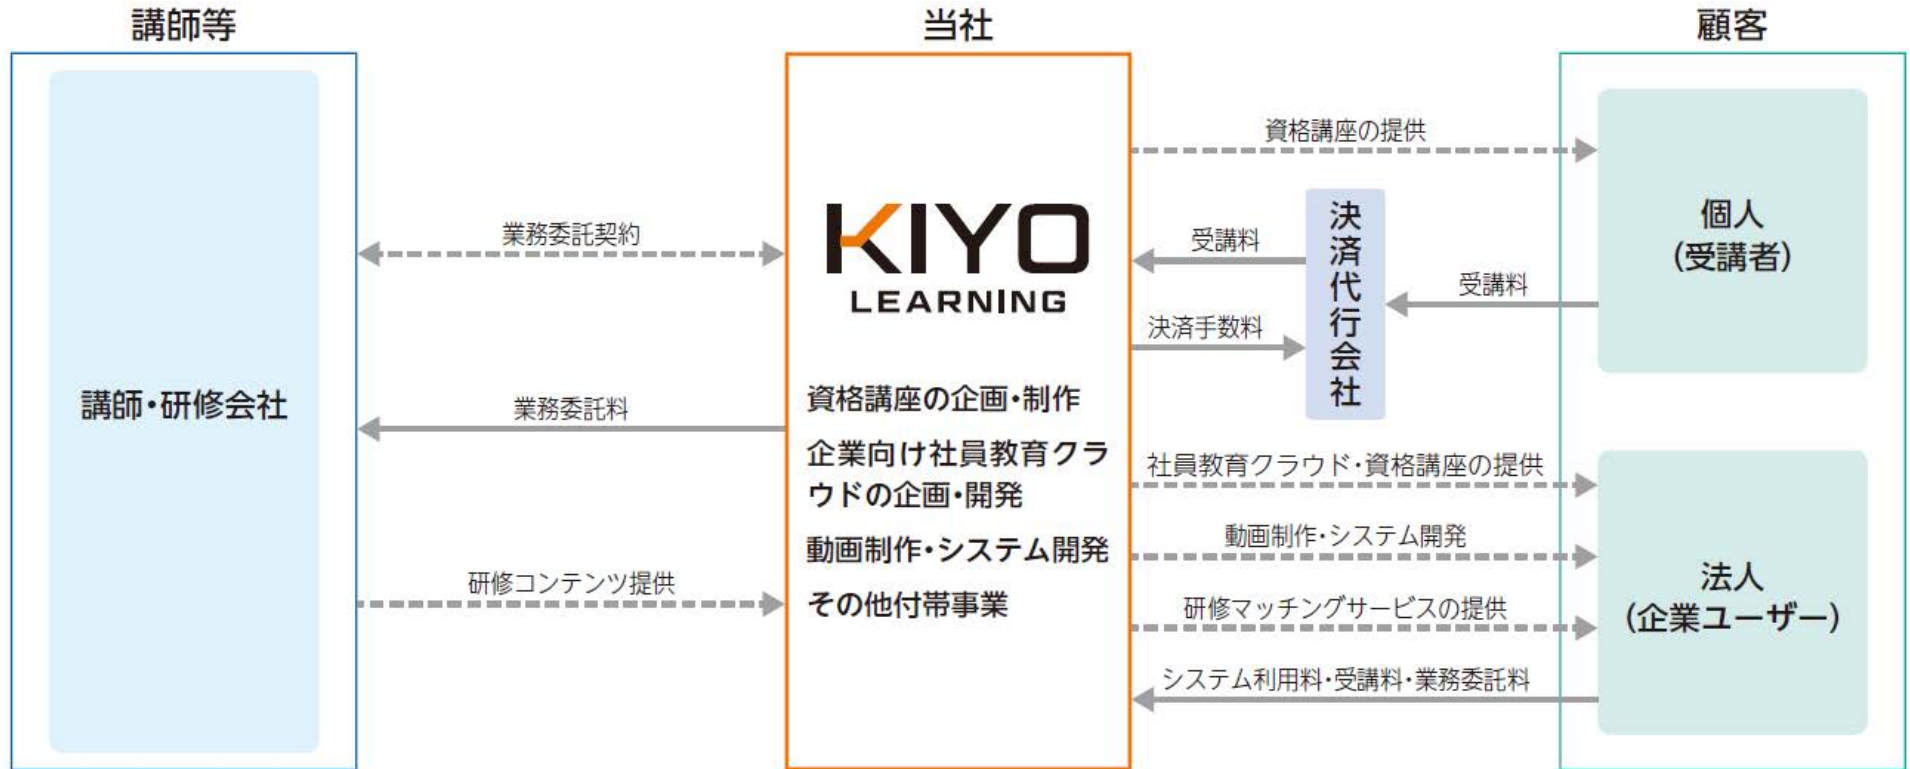 講師等
当社
顧客
講師・研修会社
業務委託契約
業務委託料
研修コンテンツ提供
KIYO
LEARNING
資格講座の企画・制作
企業向け社員教育クラ
ウドの企画・開発
動画制作・システム開発
その他付帯事業
資格講座の提供
受講料
決済手数料
決済代行会社
受講料
個人
(受講者)
社員教育クラウド・資格講座の提供
動画制作・システム開発
研修マッチングサービスの提供
システム利用料・受講料・業務委託料
法人
(企業ユーザー)